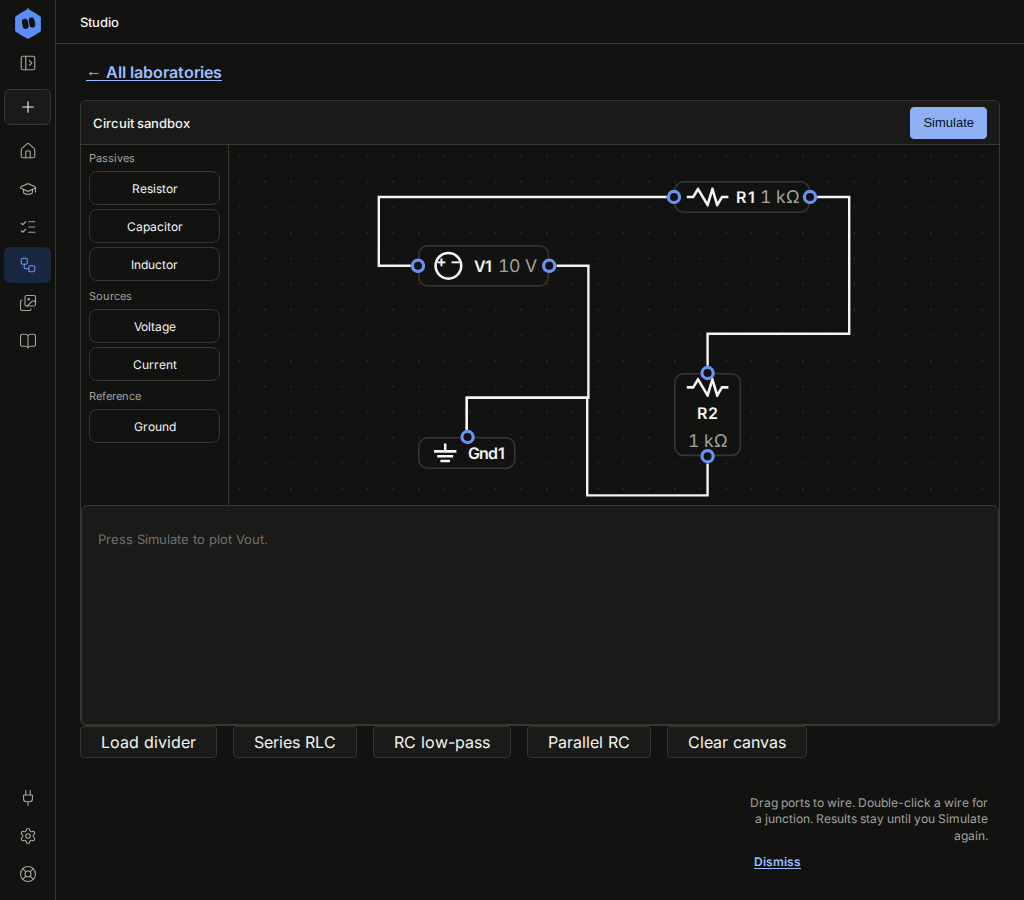 Studio
← All laboratories
Circuit sandbox
Simulate
Passives
Resistor
Capacitor
Inductor
Sources
Voltage
Current
Reference
Ground
R1 1 kΩ
V1 10 V
R2
1 kΩ
Gnd1
Press Simulate to plot Vout.
Load divider
Series RLC
RC low-pass
Parallel RC
Clear canvas
Drag ports to wire. Double-click a wire for
a junction. Results stay until you Simulate
again.
Dismiss